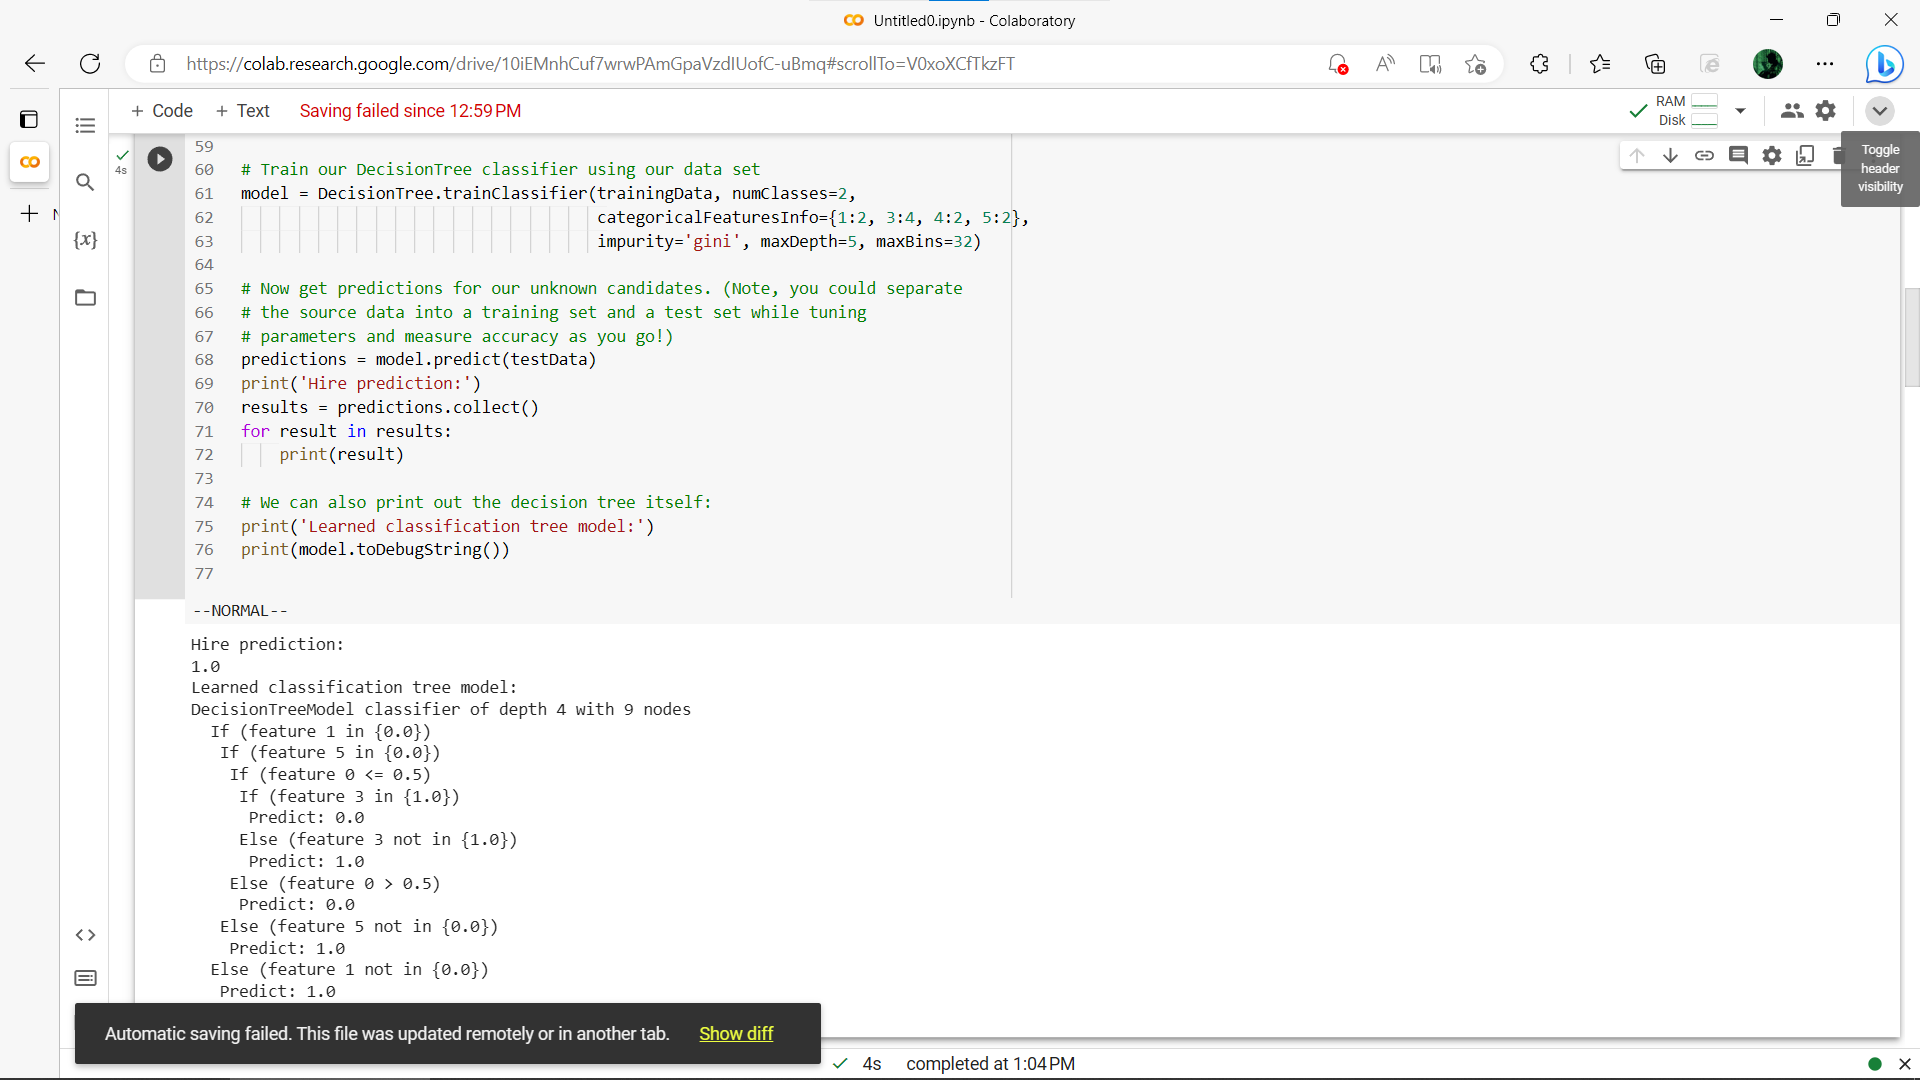 Untitled0.ipynb - Colaboratory
https://colab.research.google.com/drive/10iEMnhCuf7wrwPAmGpaVzdIUofC-uBmq#scrollTo=V0xoXCfTkzFT
+ Code + Text Saving failed since 12:59 PM
RAM
Disk
Toggle
header
visibility
4s
{x}
59
60 # Train our DecisionTree classifier using our data set
61 model = DecisionTree.trainClassifier(trainingData, numClasses=2,
62 categoricalFeaturesInfo={1:2, 3:4, 4:2, 5:2},
63 impurity='gini', maxDepth=5, maxBins=32)
64
65 # Now get predictions for our unknown candidates. (Note, you could separate
66 # the source data into a training set and a test set while tuning
67 # parameters and measure accuracy as you go!)
68 predictions = model.predict(testData)
69 print('Hire prediction:')
70 results = predictions.collect()
71 for result in results:
72 print(result)
73
74 # We can also print out the decision tree itself:
75 print('Learned classification tree model:')
76 print(model.toDebugString())
77
--NORMAL--
Hire prediction:
1.0
Learned classification tree model:
DecisionTreeModel classifier of depth 4 with 9 nodes
If (feature 1 in {0.0})
If (feature 5 in {0.0})
If (feature 0 <= 0.5)
If (feature 3 in {1.0})
Predict: 0.0
Else (feature 3 not in {1.0})
Predict: 1.0
Else (feature 0 > 0.5)
Predict: 0.0
Else (feature 5 not in {0.0})
Predict: 1.0
Else (feature 1 not in {0.0})
Predict: 1.0
Automatic saving failed. This file was updated remotely or in another tab. Show diff
4s completed at 1:04 PM